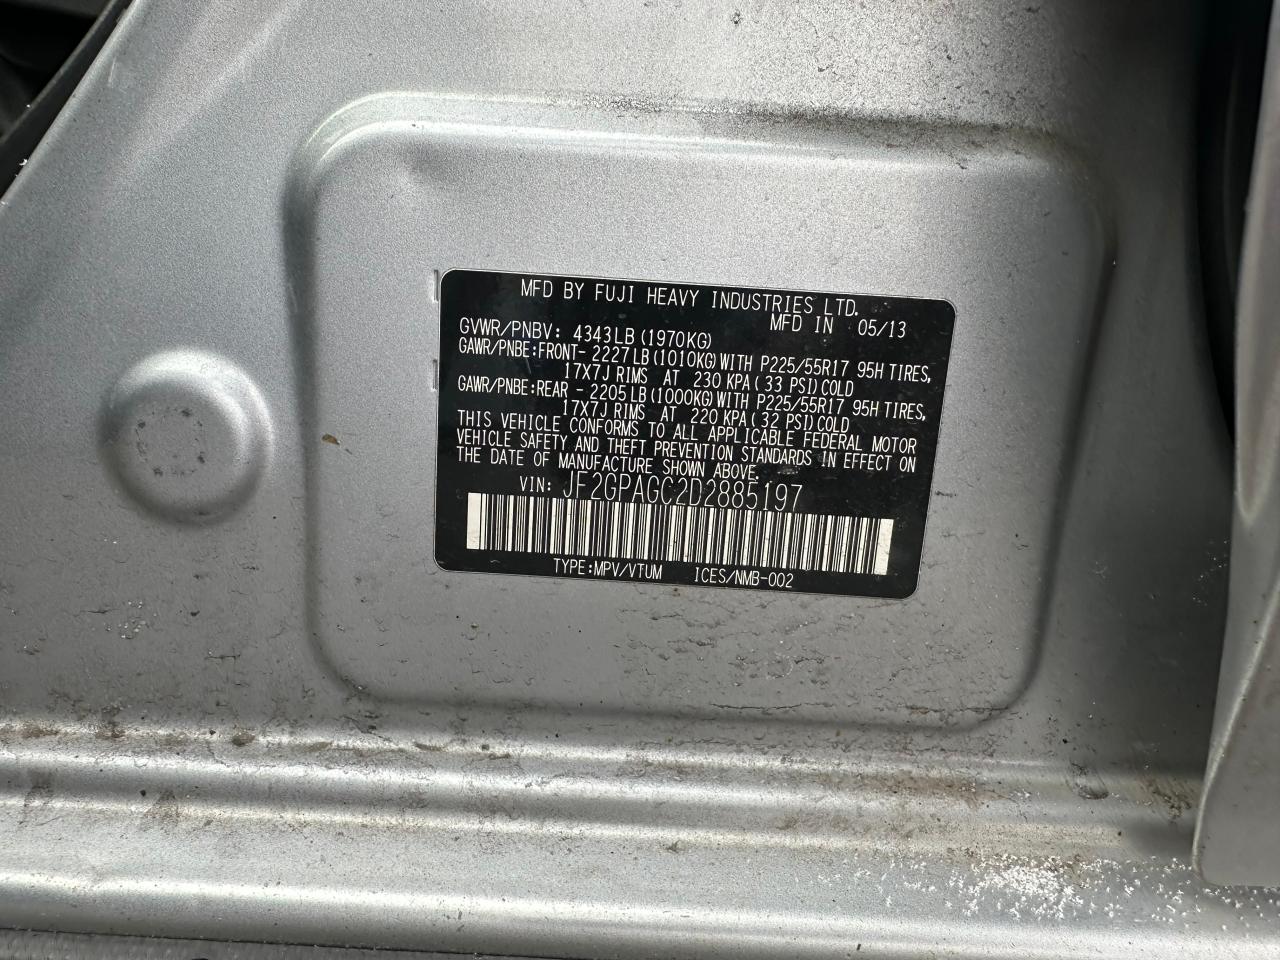 MFD BY FUJI HEAVY INDUSTRIES LTD.
MFD IN 05/13
GVWR/PNBV: 4343LB (1970KG)
GAWR/PNBE:FRONT- 2227LB (1010KG) WITH P225/55R17 95H TIRES,
17X7J RIMS AT 230 KPA (33 PSI) COLD
GAWR/PNBE:REAR - 2205LB (1000KG) WITH P225/55R17 95H TIRES,
17X7J RIMS AT 220 KPA (32 PSI) COLD
THIS VEHICLE CONFORMS TO ALL APPLICABLE FEDERAL MOTOR
VEHICLE SAFETY AND THEFT PREVENTION STANDARDS IN EFFECT ON
THE DATE OF MANUFACTURE SHOWN ABOVE.
VIN: JF2GPAGC2D2885197
TYPE:MPV/VTUM ICES/NMB-002